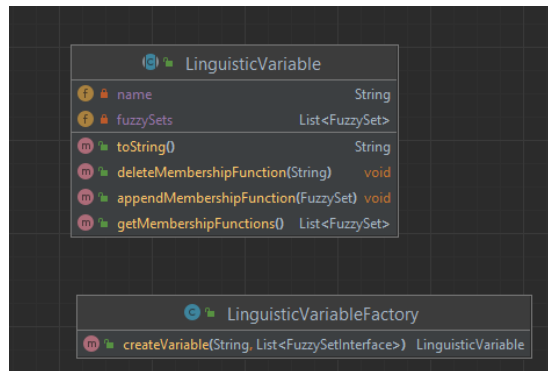 LinguisticVariable
name String
fuzzySets List<FuzzySet>
toString() String
deleteMembershipFunction(String) void
appendMembershipFunction(FuzzySet) void
getMembershipFunctions() List<FuzzySet>
LinguisticVariableFactory
createVariable(String, List<FuzzySetInterface>) LinguisticVariable